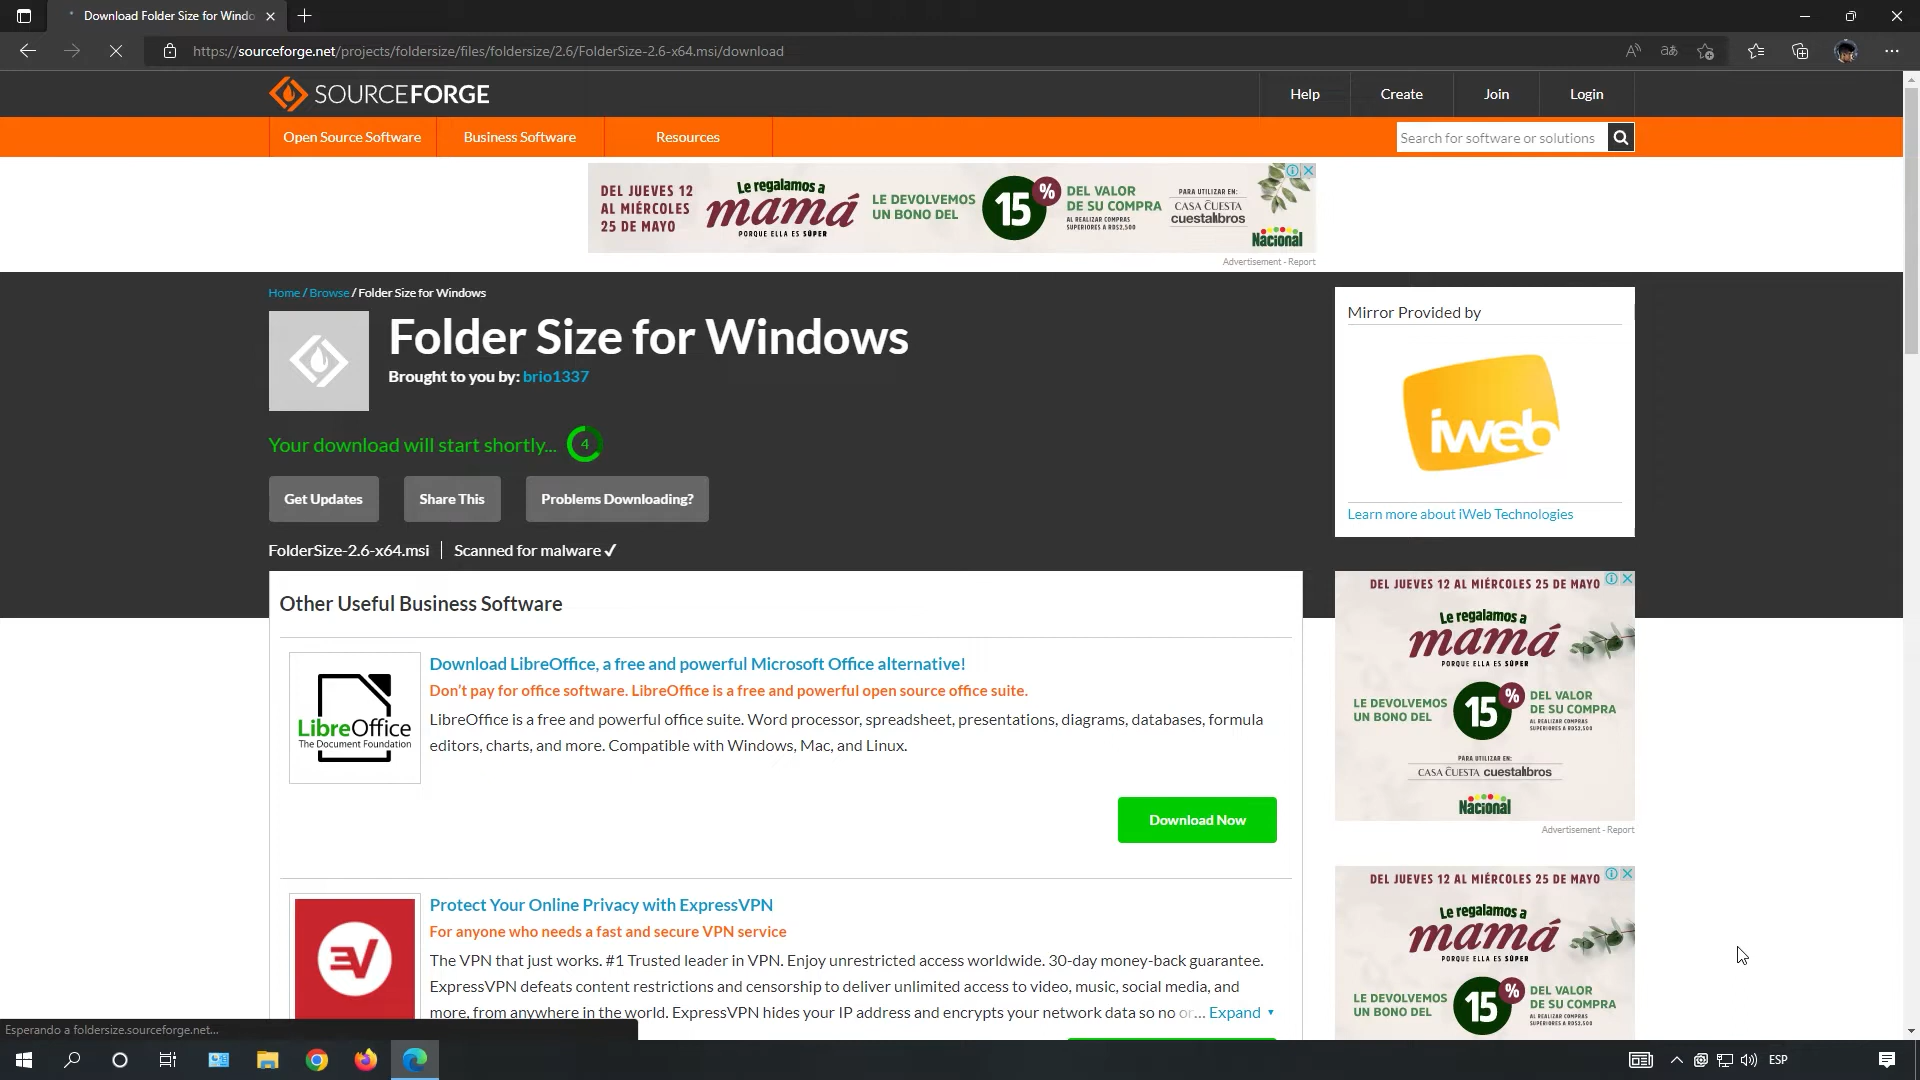 Download Folder Size for Windo
https://sourceforge.net/projects/foldersize/files/foldersize/2.6/FolderSize-2.6-x64.msi/download
SOURCEFORGE
Help
Create
Join
Login
Open Source Software
Business Software
Resources
Search for software or solutions
DEL JUEVES 12
AL MIÉRCOLES
25 DE MAYO
Le regalamos a
mamá
PORQUE ELLA ES SÚPER
LE DEVOLVEMOS
UN BONO DEL
15%
DEL VALOR
DE SU COMPRA
AL REALIZAR COMPRAS
SUPERIORES A RD$2,500
PARA UTILIZAR EN:
CASA CUESTA
cuestalibros
Nacional
Advertisement - Report
Home / Browse / Folder Size for Windows
Folder Size for Windows
Brought to you by: brio1337
Your download will start shortly... 4
Get Updates
Share This
Problems Downloading?
FolderSize-2.6-x64.msi
Scanned for malware ✓
Mirror Provided by
iweb
Learn more about iWeb Technologies
Other Useful Business Software
LibreOffice
The Document Foundation
Download LibreOffice, a free and powerful Microsoft Office alternative!
Don't pay for office software. LibreOffice is a free and powerful open source office suite.
LibreOffice is a free and powerful office suite. Word processor, spreadsheet, presentations, diagrams, databases, formula
editors, charts, and more. Compatible with Windows, Mac, and Linux.
Download Now
Protect Your Online Privacy with ExpressVPN
For anyone who needs a fast and secure VPN service
The VPN that just works. #1 Trusted leader in VPN. Enjoy unrestricted access worldwide. 30-day money-back guarantee.
ExpressVPN defeats content restrictions and censorship to deliver unlimited access to video, music, social media, and
more, from anywhere in the world. ExpressVPN hides your IP address and encrypts your network data so no or... Expand
DEL JUEVES 12 AL MIÉRCOLES 25 DE MAYO
Le regalamos a
mamá
PORQUE ELLA ES SÚPER
LE DEVOLVEMOS
UN BONO DEL
15%
DEL VALOR
DE SU COMPRA
AL REALIZAR COMPRAS
SUPERIORES A RD$2,500
PARA UTILIZAR EN:
CASA CUESTA cuestalibros
Nacional
Advertisement - Report
DEL JUEVES 12 AL MIÉRCOLES 25 DE MAYO
Le regalamos a
mamá
PORQUE ELLA ES SÚPER
LE DEVOLVEMOS
UN BONO DEL
15%
DEL VALOR
DE SU COMPRA
AL REALIZAR COMPRAS
SUPERIORES A RD$2,500
Esperando a foldersize.sourceforge.net...
ESP